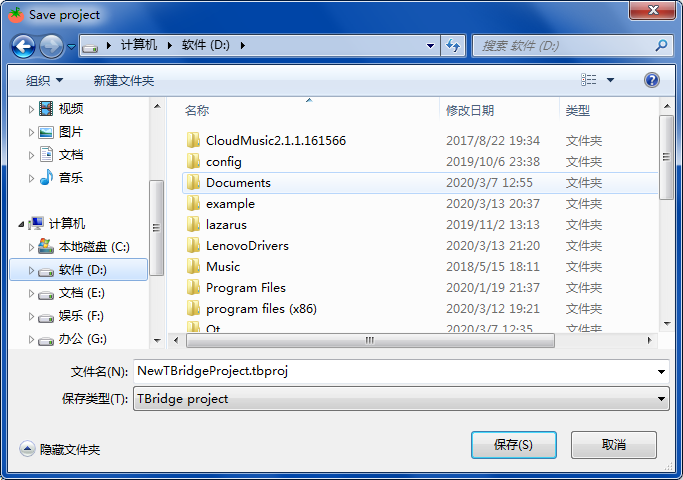 Save project
计算机 软件 (D:) 搜索 软件 (D:)
组织 新建文件夹
视频
图片
文档
音乐
计算机
本地磁盘 (C:)
软件 (D:)
文档 (E:)
娱乐 (F:)
办公 (G:)
名称 修改日期 类型
CloudMusic2.1.1.161566 2017/8/22 19:34 文件夹
config 2019/10/6 23:38 文件夹
Documents 2020/3/7 12:55 文件夹
example 2020/3/13 20:37 文件夹
lazarus 2019/11/2 13:13 文件夹
LenovoDrivers 2020/3/13 21:20 文件夹
Music 2018/5/15 18:11 文件夹
Program Files 2020/1/19 21:37 文件夹
program files (x86) 2020/3/12 19:21 文件夹
Qt 2020/3/7 12:35 文件夹
文件名(N): NewTBridgeProject.tbproj
保存类型(T): TBridge project
隐藏文件夹 保存(S) 取消